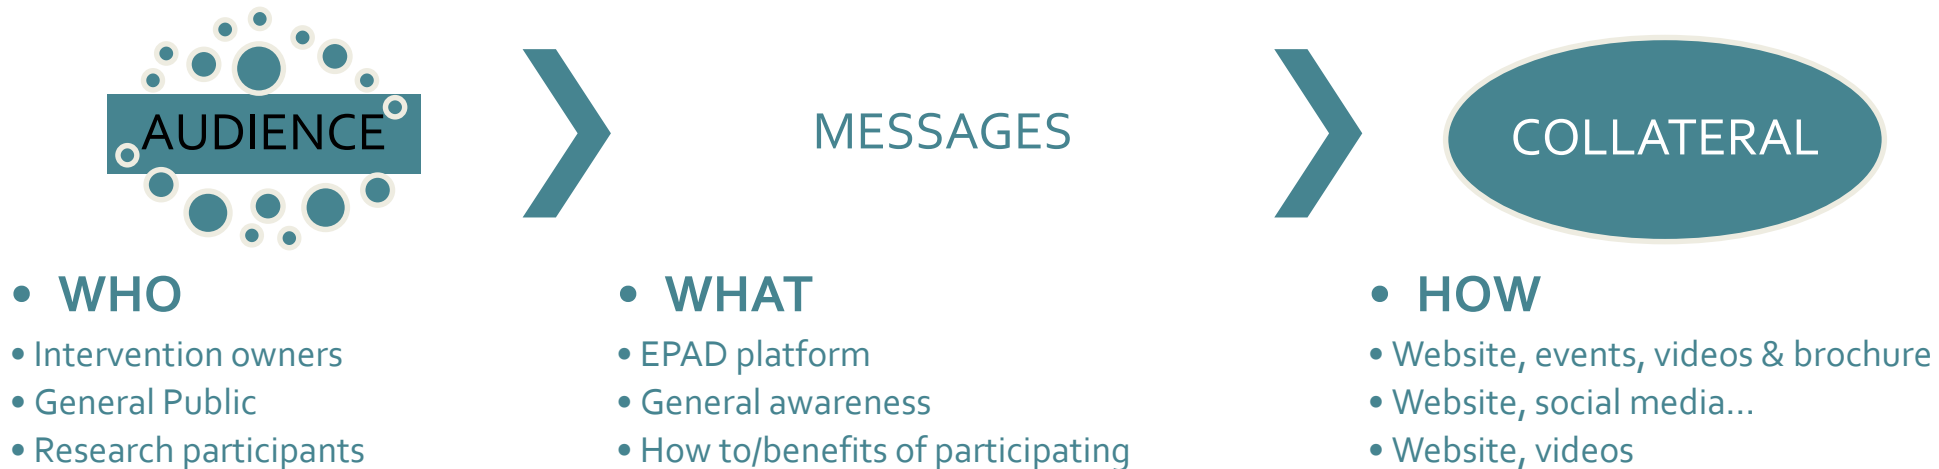 AUDIENCE
MESSAGES
COLLATERAL
• WHO
• Intervention owners
• General Public
• Research participants
• WHAT
• EPAD platform
• General awareness
• How to/benefits of participating
• HOW
• Website, events, videos & brochure
• Website, social media...
• Website, videos